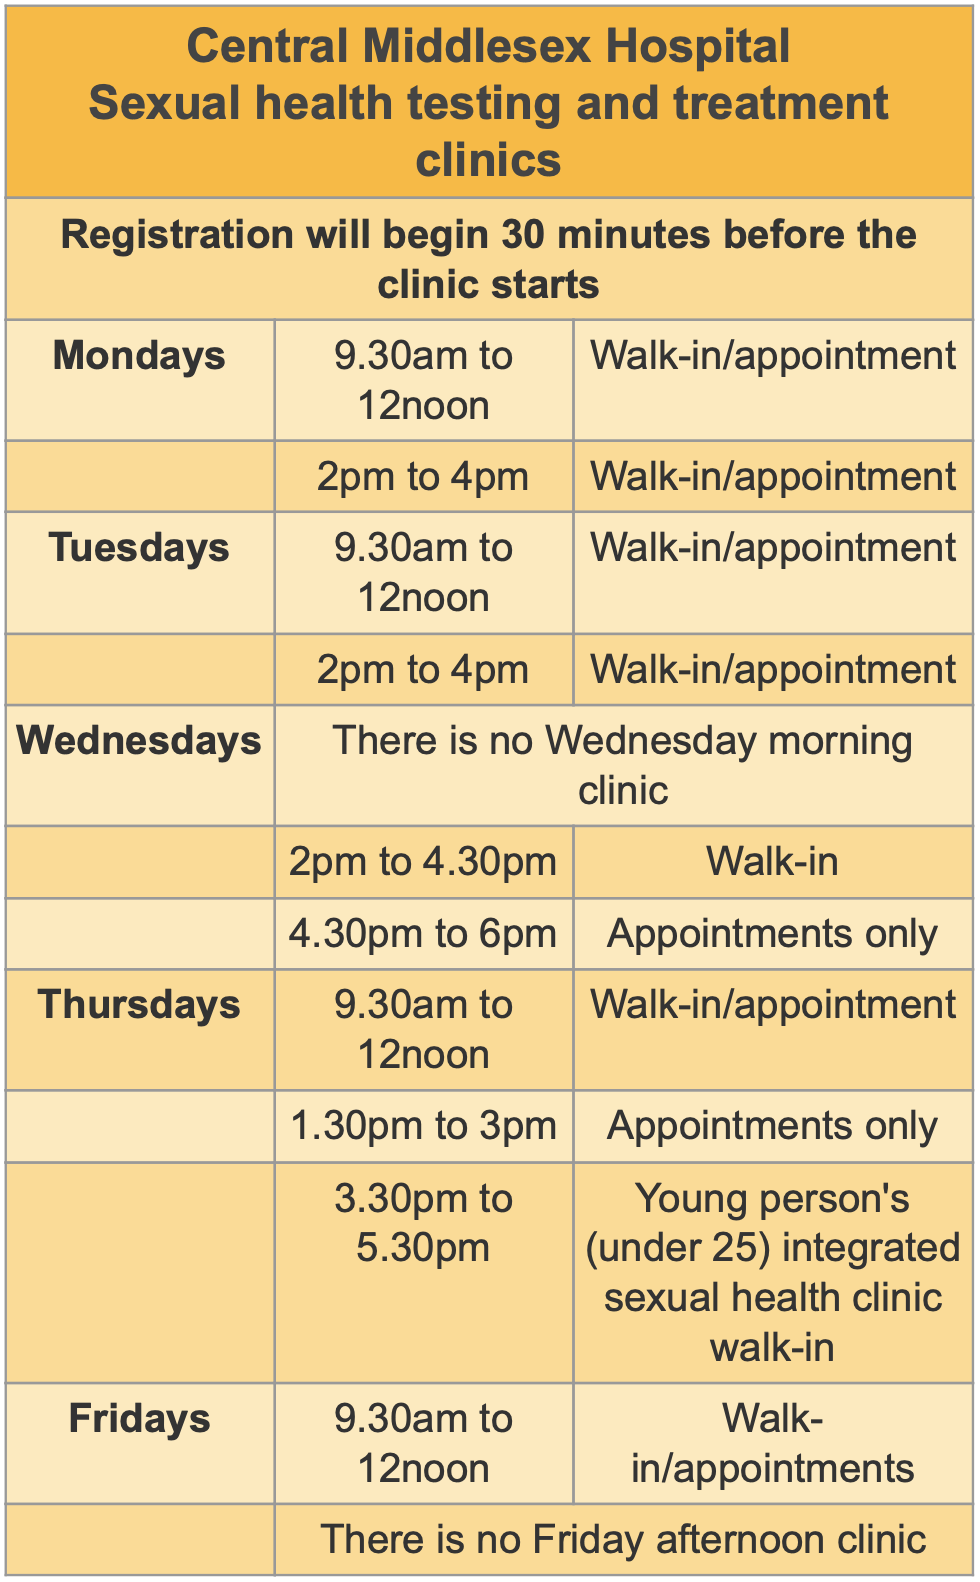 Central Middlesex Hospital
Sexual health testing and treatment
clinics
Registration will begin 30 minutes before the
clinic starts
Mondays 9.30am to Walk-in/appointment
12noon
2pm to 4pm Walk-in/appointment
Tuesdays 9.30am to Walk-in/appointment
12noon
2pm to 4pm Walk-in/appointment
Wednesdays There is no Wednesday morning
clinic
2pm to 4.30pm Walk-in
4.30pm to 6pm Appointments only
Thursdays 9.30am to Walk-in/appointment
12noon
1.30pm to 3pm Appointments only
3.30pm to Young person's
5.30pm (under 25) integrated
sexual health clinic
walk-in
Fridays 9.30am to Walk-
12noon in/appointments
There is no Friday afternoon clinic